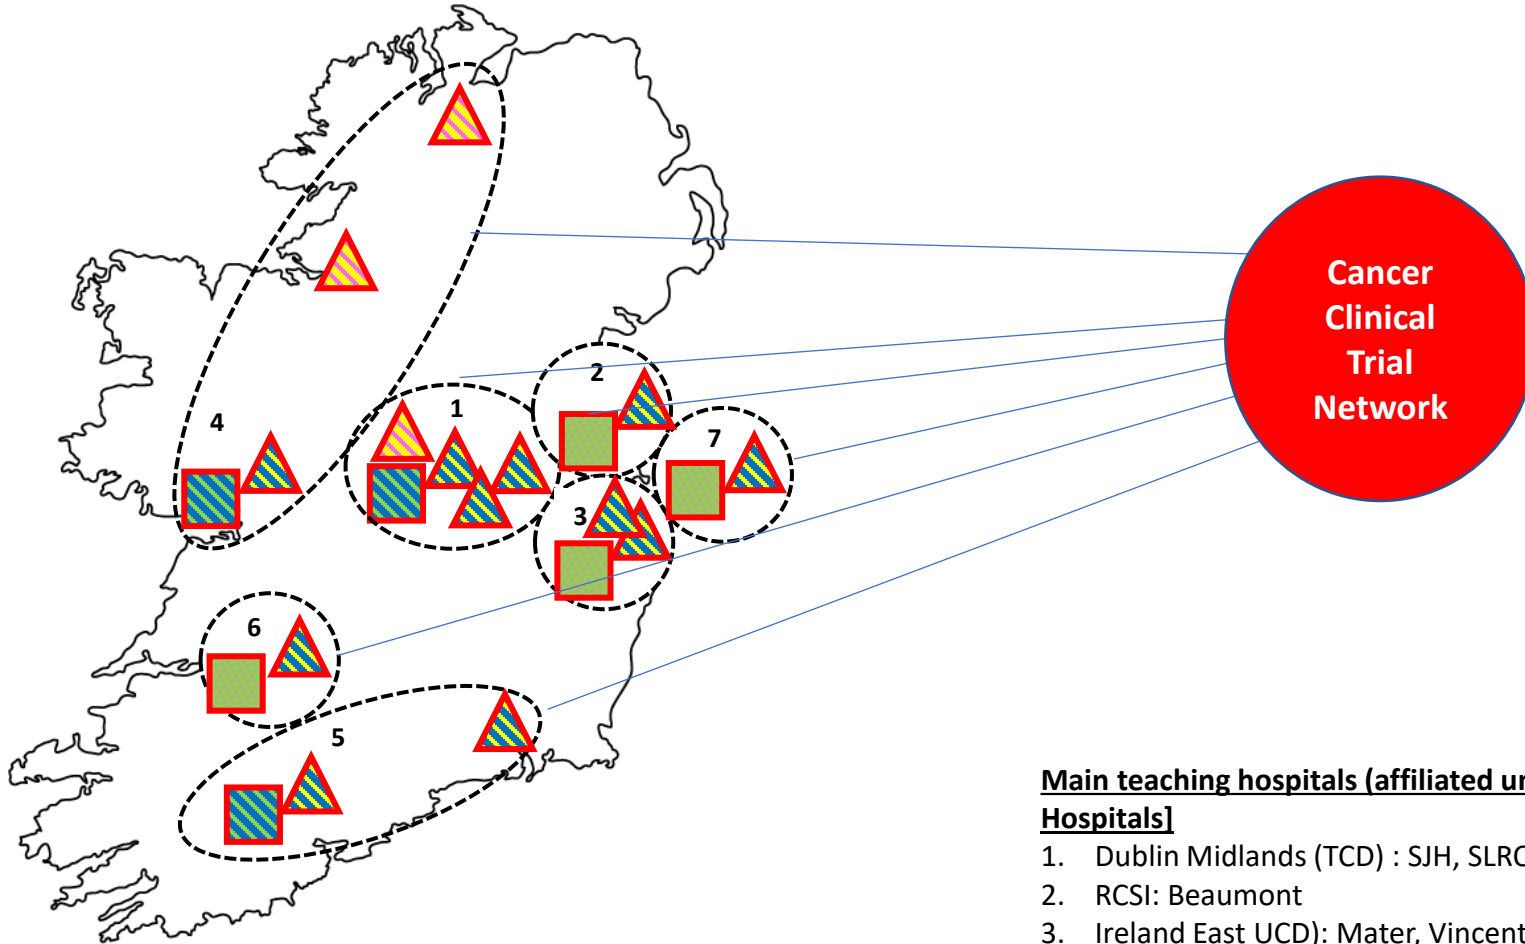 Cancer
Clinical
Trial
Network
2
1
7
4
3
6
5
Main teaching hospitals (affiliated
Hospitals]
1. Dublin Midlands (TCD) : SJH,
2. RCSI: Beaumont
3. Ireland East UCD): Mater, Vincent